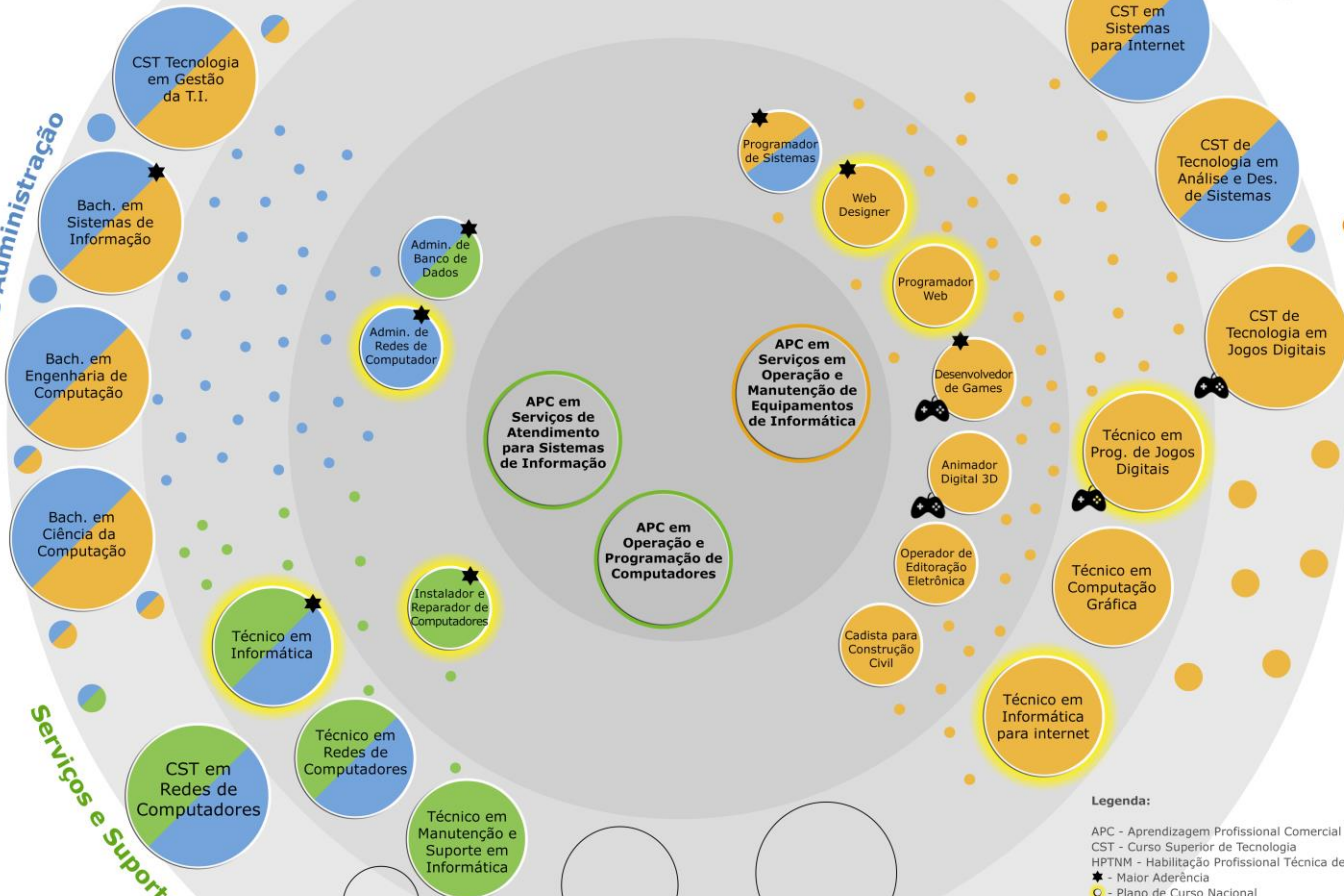 CST Tecnologia
em Gestão
da T.I.
CST em
Sistemas
para Internet
Administração
Bach. em
Sistemas de
Informação
Programador
de Sistemas
Web
Designer
CST de
Tecnologia em
Análise e Des.
de Sistemas
Admin. de
Banco de
Dados
Programador
Web
Admin. de
Redes de
Computador
Bach. em
Engenharia de
Computação
APC em
Serviços em
Operação e
Manutenção de
Equipamentos
de Informática
Desenvolvedor
de Games
CST de
Tecnologia em
Jogos Digitais
APC em
Serviços de
Atendimento
para Sistemas
de Informação
Animador
Digital 3D
Técnico em
Prog. de Jogos
Digitais
Bach. em
Ciência da
Computação
APC em
Operação e
Programação de
Computadores
Operador de
Editoração
Eletrônica
Técnico em
Computação
Gráfica
Instalador e
Reparador de
Computadores
Técnico em
Informática
Cadista para
Construção
Civil
Técnico em
Informática
para internet
Serviços e Suport
CST em
Redes de
Computadores
Técnico em
Redes de
Computadores
Técnico em
Manutenção e
Suporte em
Informática
Legenda:
APC - Aprendizagem Profissional Comercial
CST - Curso Superior de Tecnologia
HPTNM - Habilitação Profissional Técnica de
- Maior Aderência
- Plano de Curso Nacional